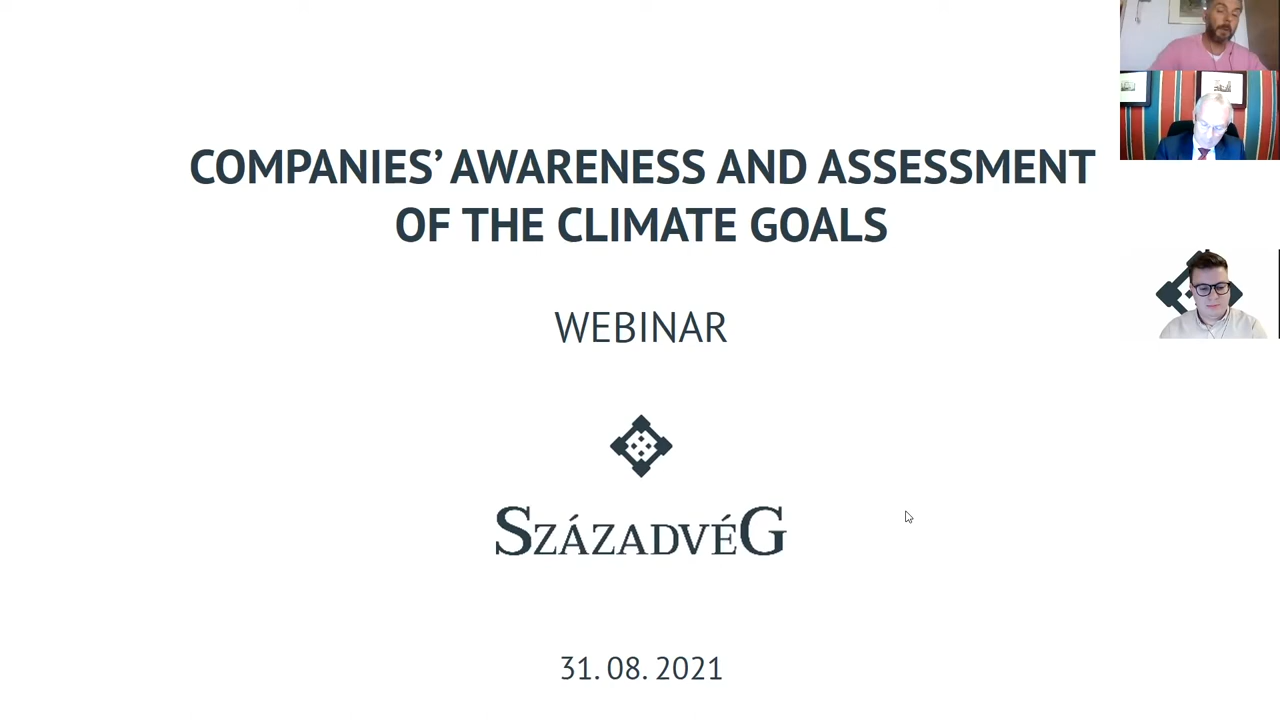 COMPANIES’ AWARENESS AND ASSESSMENT
OF THE CLIMATE GOALS
WEBINAR
SZÁZADVÉG
31. 08. 2021